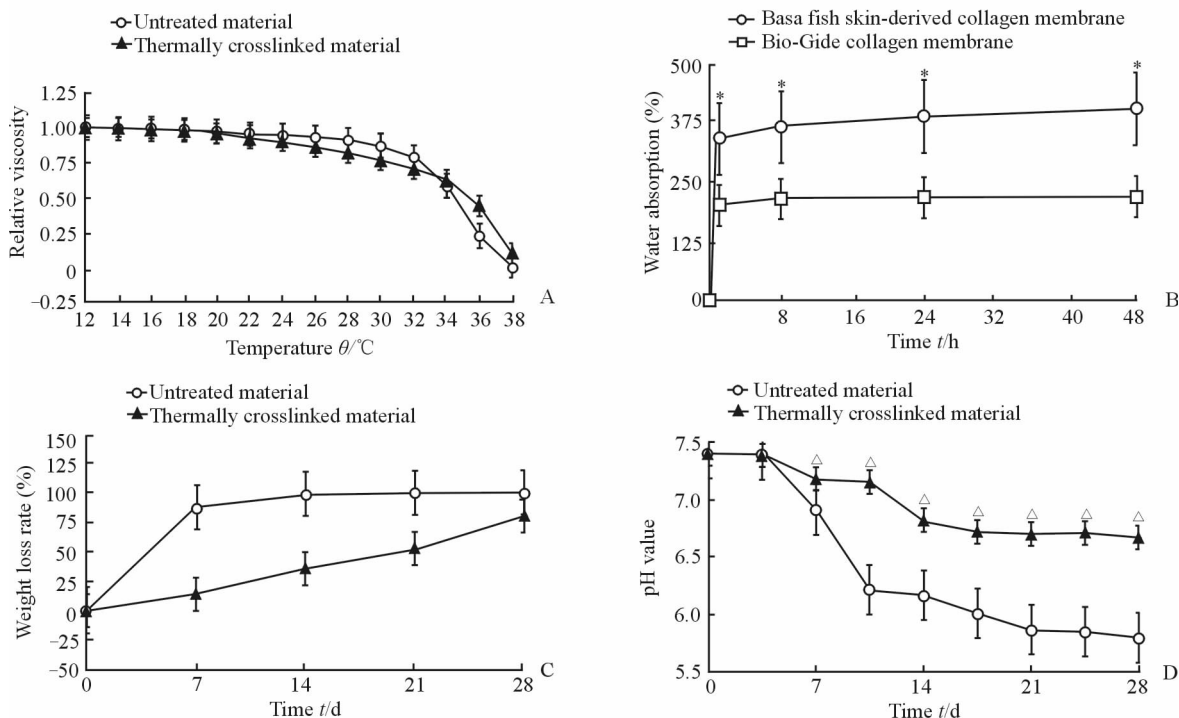 Untreated material
Thermally crosslinked material
1.25
1.00
0.75
0.50
0.25
0
−0.25
Relative viscosity
12 14 16 18 20 22 24 26 28 30 32 34 36 38
Temperature θ/℃
A
Basa fish skin-derived collagen membrane
Bio-Gide collagen membrane
500
375
250
125
0
Water absorption (%)
* * * *
8 16 24 32 40 48
Time t/h
B
Untreated material
Thermally crosslinked material
150
125
100
75
50
25
0
−25
−50
Weight loss rate (%)
0 7 14 21 28
Time t/d
C
Untreated material
Thermally crosslinked material
7.5
7.0
6.5
6.0
5.5
pH value
△ △ △ △ △ △ △
0 7 14 21 28
Time t/d
D